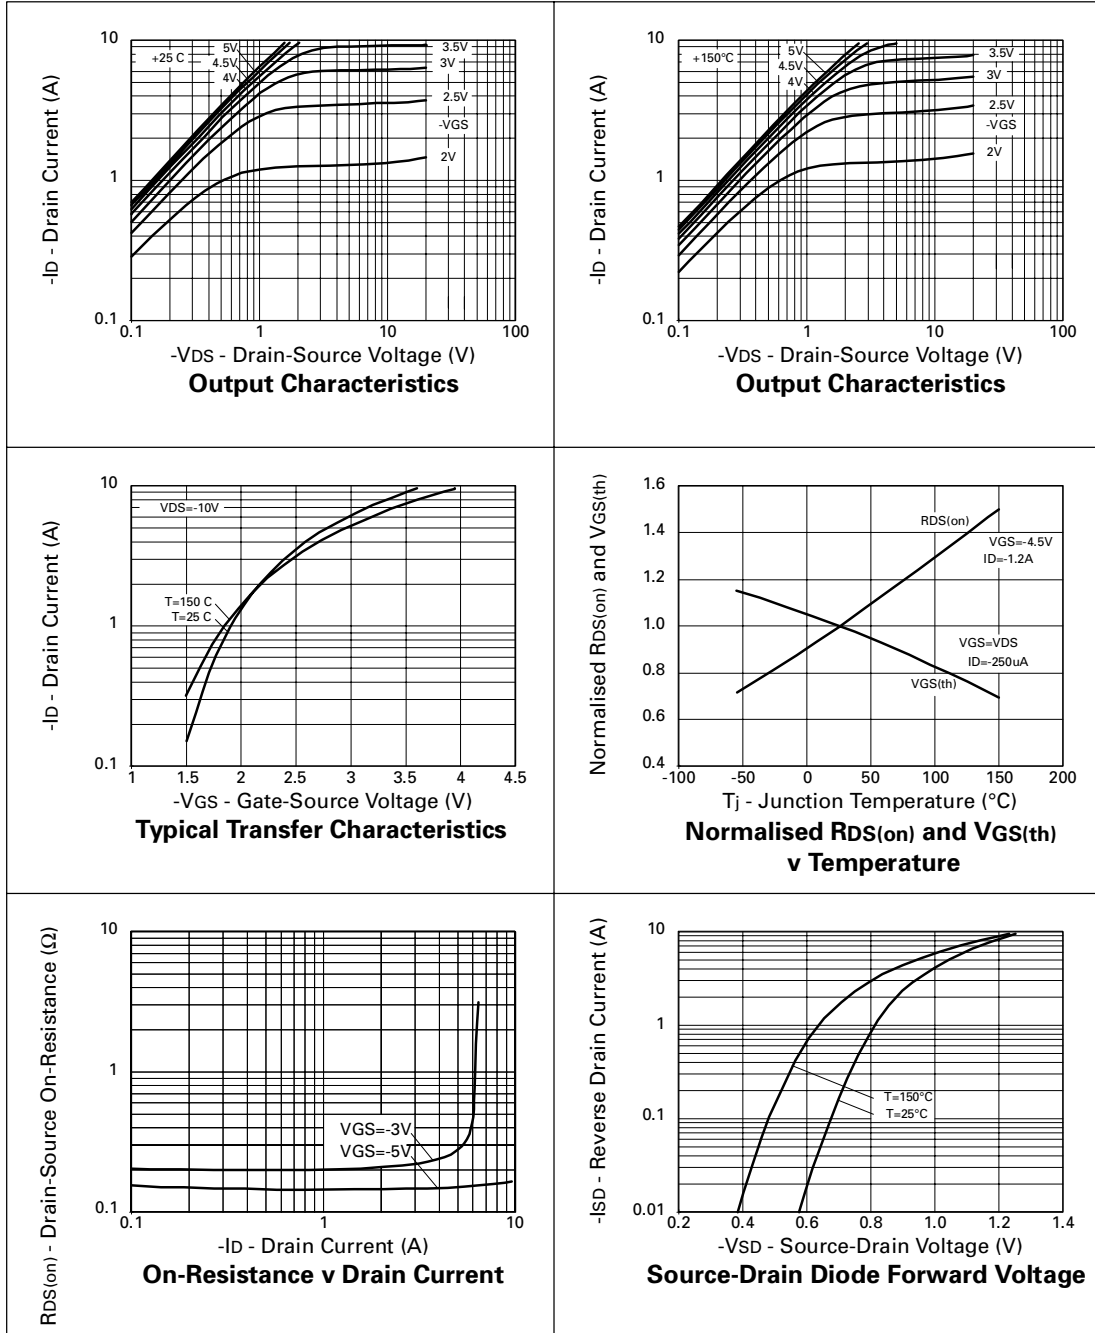 -ID - Drain Current (A)
10
1
0.1
+25 C
5V
4.5V
4V
3.5V
3V
2.5V
-VGS
2V
0.1
1
10
100
-VDS - Drain-Source Voltage (V)
Output Characteristics
-ID - Drain Current (A)
10
1
0.1
+150°C
5V
4.5V
4V
3.5V
3V
2.5V
-VGS
2V
0.1
1
10
100
-VDS - Drain-Source Voltage (V)
Output Characteristics
-ID - Drain Current (A)
10
1
0.1
VDS=-10V
T=150 C
T=25 C
1
1.5
2
2.5
3
3.5
4
4.5
-VGS - Gate-Source Voltage (V)
Typical Transfer Characteristics
Normalised RDS(on) and VGS(th)
1.6
1.4
1.2
1.0
0.8
0.6
0.4
RDS(on)
VGS=-4.5V
ID=-1.2A
VGS=VDS
ID=-250uA
VGS(th)
-100
-50
0
50
100
150
200
Tj - Junction Temperature (°C)
Normalised RDS(on) and VGS(th)
v Temperature
RDS(on) - Drain-Source On-Resistance (Ω)
10
1
0.1
VGS=-3V
VGS=-5V
0.1
1
10
-ID - Drain Current (A)
On-Resistance v Drain Current
-ISD - Reverse Drain Current (A)
10
1
0.1
0.01
T=150°C
T=25°C
0.2
0.4
0.6
0.8
1.0
1.2
1.4
-VSD - Source-Drain Voltage (V)
Source-Drain Diode Forward Voltage